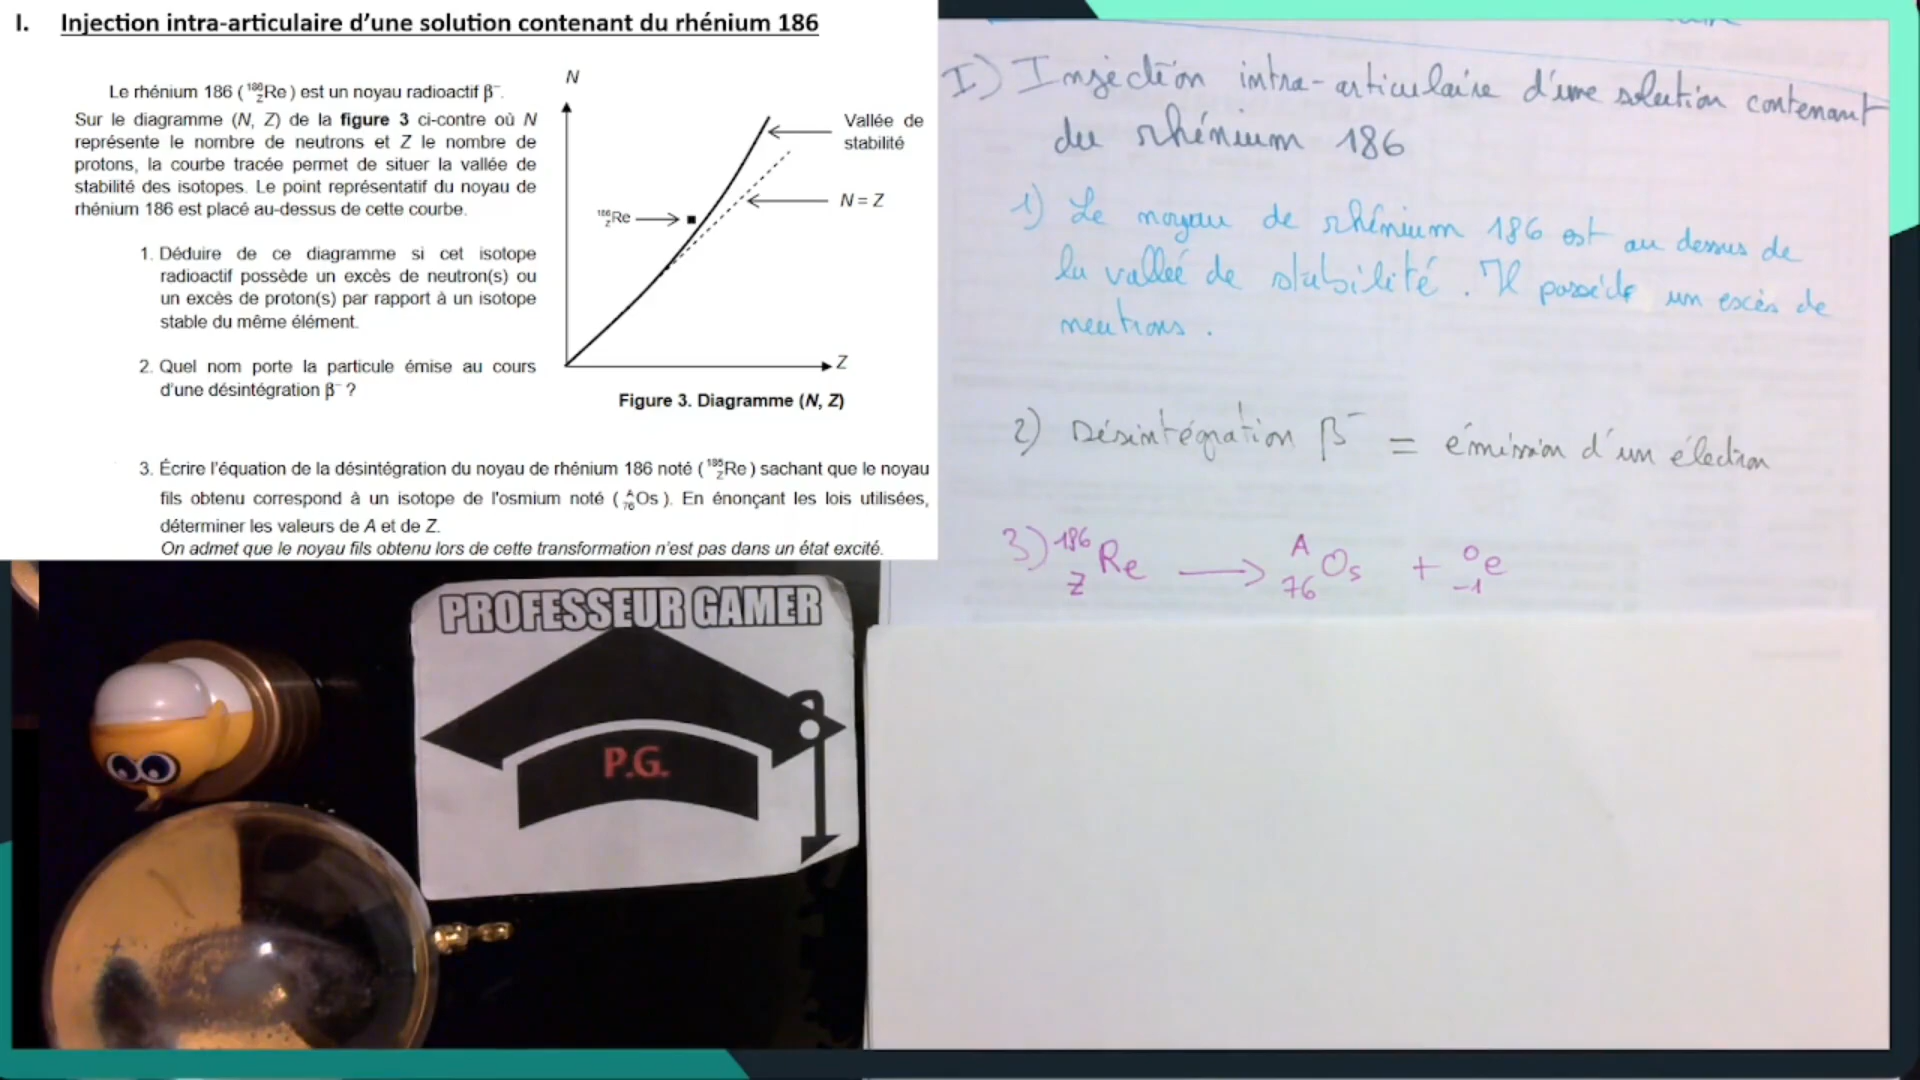 I. Injection intra-articulaire d'une solution contenant du rhénium 186
Le rhénium 186 (¹⁸⁶ZRe) est un noyau radioactif β⁻.
Sur le diagramme (N, Z) de la figure 3 ci-contre où N
représente le nombre de neutrons et Z le nombre de
protons, la courbe tracée permet de situer la vallée de
stabilité des isotopes. Le point représentatif du noyau de
rhénium 186 est placé au-dessus de cette courbe.
1. Déduire de ce diagramme si cet isotope
radioactif possède un excès de neutron(s) ou
un excès de proton(s) par rapport à un isotope
stable du même élément.
2. Quel nom porte la particule émise au cours
d'une désintégration β⁻ ?
N
Vallée de
stabilité
N = Z
¹⁸⁶ZRe
Z
Figure 3. Diagramme (N, Z)
3. Écrire l'équation de la désintégration du noyau de rhénium 186 noté (¹⁸⁶ZRe) sachant que le noyau
fils obtenu correspond à un isotope de l'osmium noté (ᴬ₇₆Os). En énonçant les lois utilisées,
déterminer les valeurs de A et de Z.
On admet que le noyau fils obtenu lors de cette transformation n'est pas dans un état excité.
I) Injection intra-articulaire d'une solution contenant
du rhénium 186
1) Le noyau de rhénium 186 est au dessus de
la vallée de stabilité. Il possède un excès de
neutrons.
2) Désintégration β⁻ = émission d'un électron
3) ¹⁸⁶ZRe → ᴬ₇₆Os + ⁰₋₁e
PROFESSEUR GAMER
P.G.